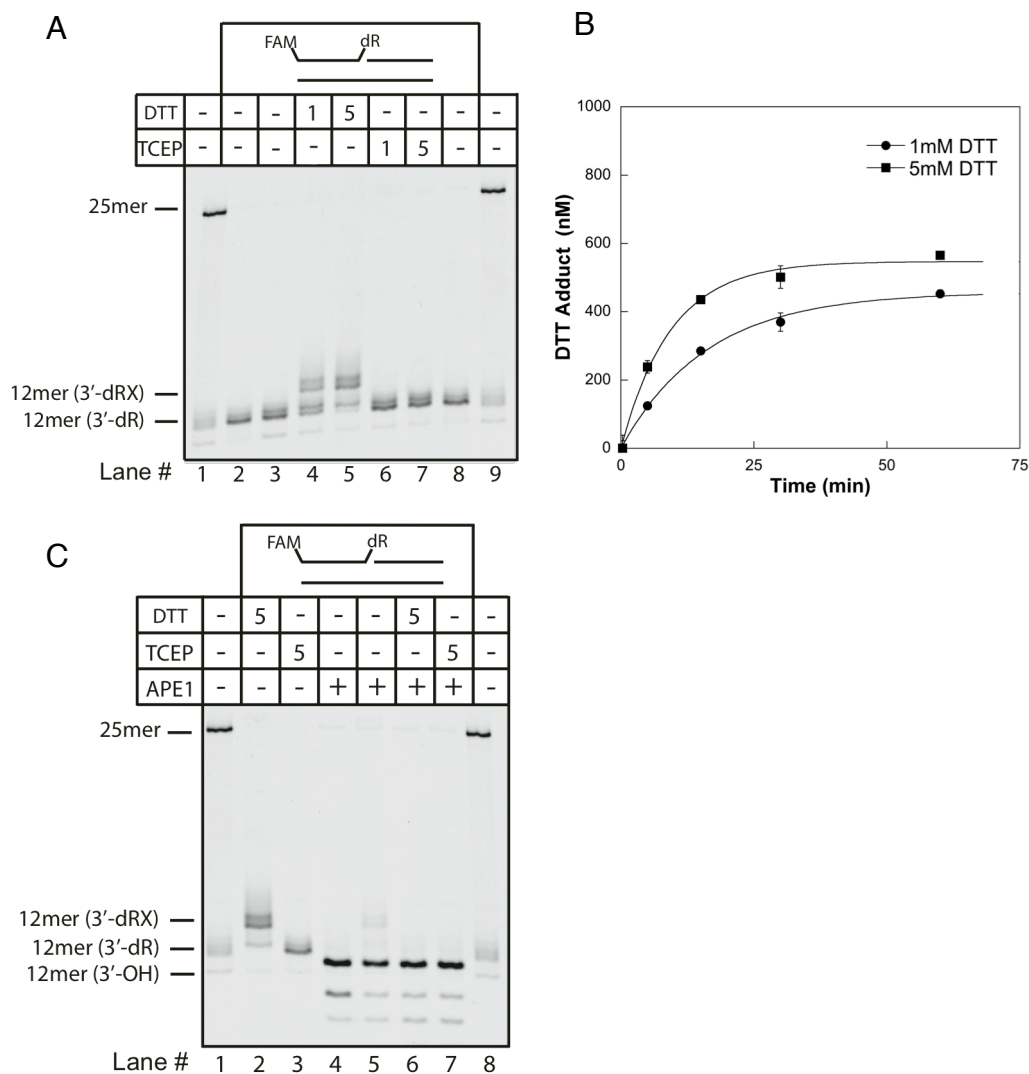 A
FAM dR
DTT - - - 1 5 - - - -
TCEP - - - - - 1 5 - -
25mer
12mer (3’-dRX)
12mer (3’-dR)
Lane # 1 2 3 4 5 6 7 8 9
B
1000
800
600
400
200
0
DTT Adduct (nM)
1mM DTT
5mM DTT
0 25 50 75
Time (min)
C
FAM dR
DTT - 5 - - - 5 - -
TCEP - - 5 - - - 5 -
APE1 - - - + + + + -
25mer
12mer (3’-dRX)
12mer (3’-dR)
12mer (3’-OH)
Lane # 1 2 3 4 5 6 7 8